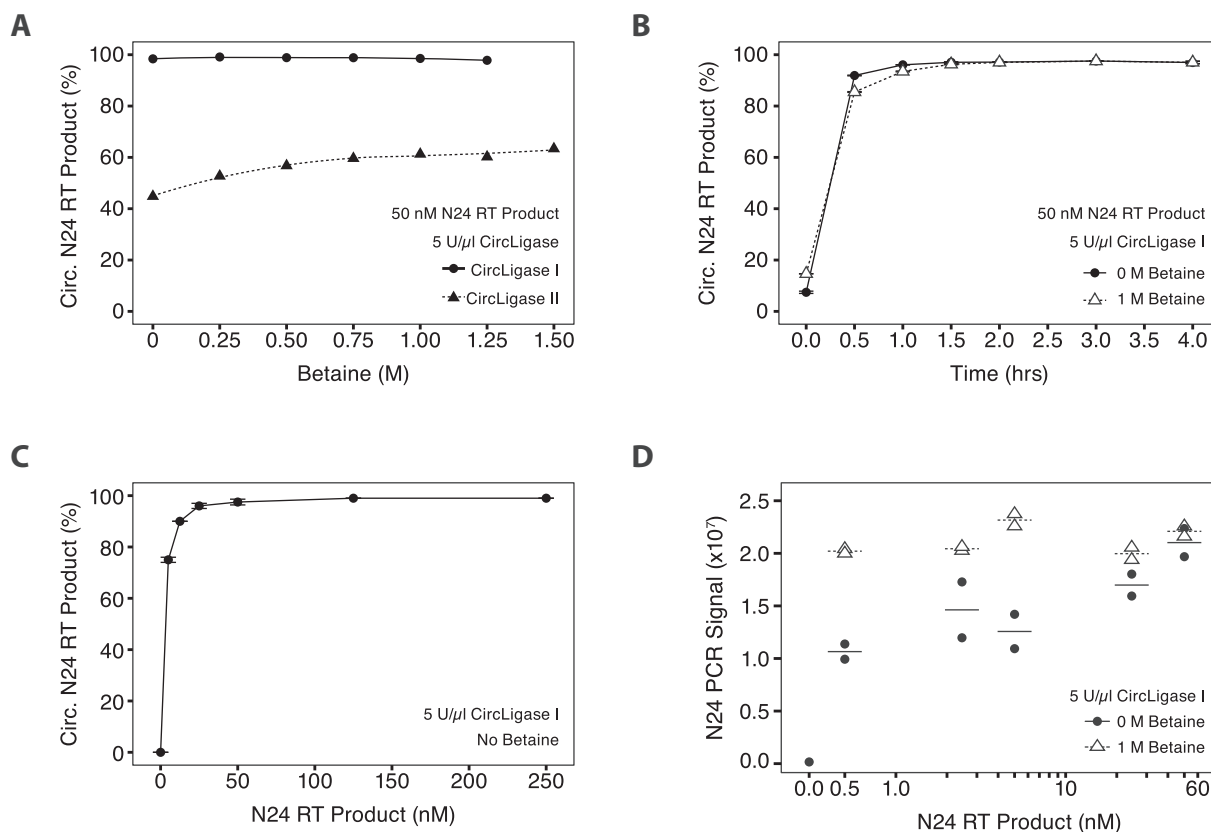 A
Circ. N24 RT Product (%)
100
80
60
40
20
0
50 nM N24 RT Product
5 U/µl CircLigase
CircLigase I
CircLigase II
0 0.25 0.50 0.75 1.00 1.25 1.50
Betaine (M)
B
Circ. N24 RT Product (%)
100
80
60
40
20
0
50 nM N24 RT Product
5 U/µl CircLigase I
0 M Betaine
1 M Betaine
0.0 0.5 1.0 1.5 2.0 2.5 3.0 3.5 4.0
Time (hrs)
C
Circ. N24 RT Product (%)
100
80
60
40
20
0
5 U/µl CircLigase I
No Betaine
0 50 100 150 200 250
N24 RT Product (nM)
D
N24 PCR Signal (x10⁷)
2.5
2.0
1.5
1.0
0.5
0.0
5 U/µl CircLigase I
0 M Betaine
1 M Betaine
0.0 0.5 1.0 10 60
N24 RT Product (nM)